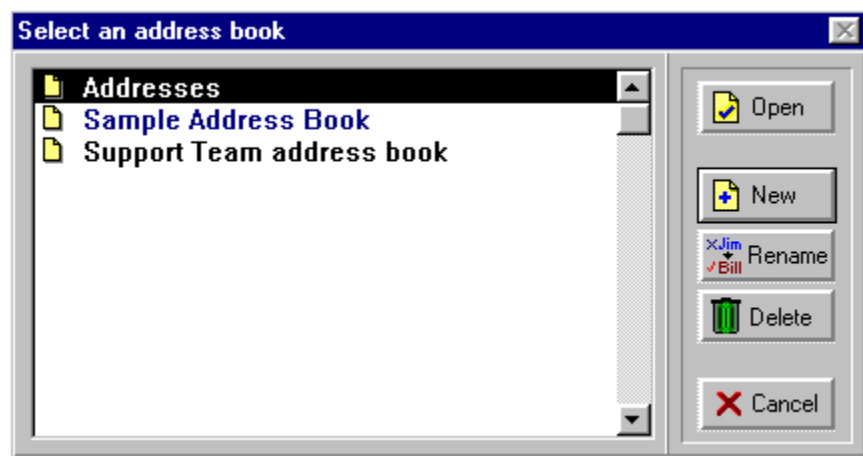 Select an address book
Addresses
Sample Address Book
Support Team address book
Open
New
Jim
Bill
Rename
Delete
Cancel